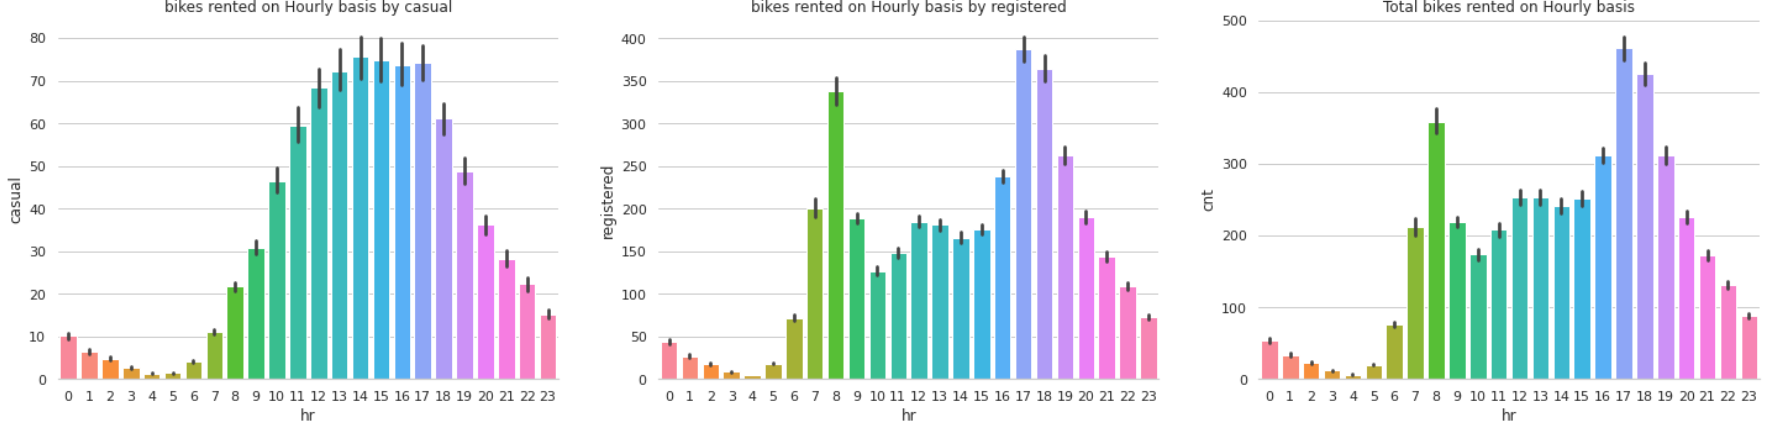 bikes rented on Hourly basis by casual
80
70
60
50
40
30
20
10
0
casual
0 1 2 3 4 5 6 7 8 9 10 11 12 13 14 15 16 17 18 19 20 21 22 23
hr
bikes rented on Hourly basis by registered
400
350
300
250
200
150
100
50
0
registered
0 1 2 3 4 5 6 7 8 9 10 11 12 13 14 15 16 17 18 19 20 21 22 23
hr
Total bikes rented on Hourly basis
500
400
300
200
100
0
cnt
0 1 2 3 4 5 6 7 8 9 10 11 12 13 14 15 16 17 18 19 20 21 22 23
hr